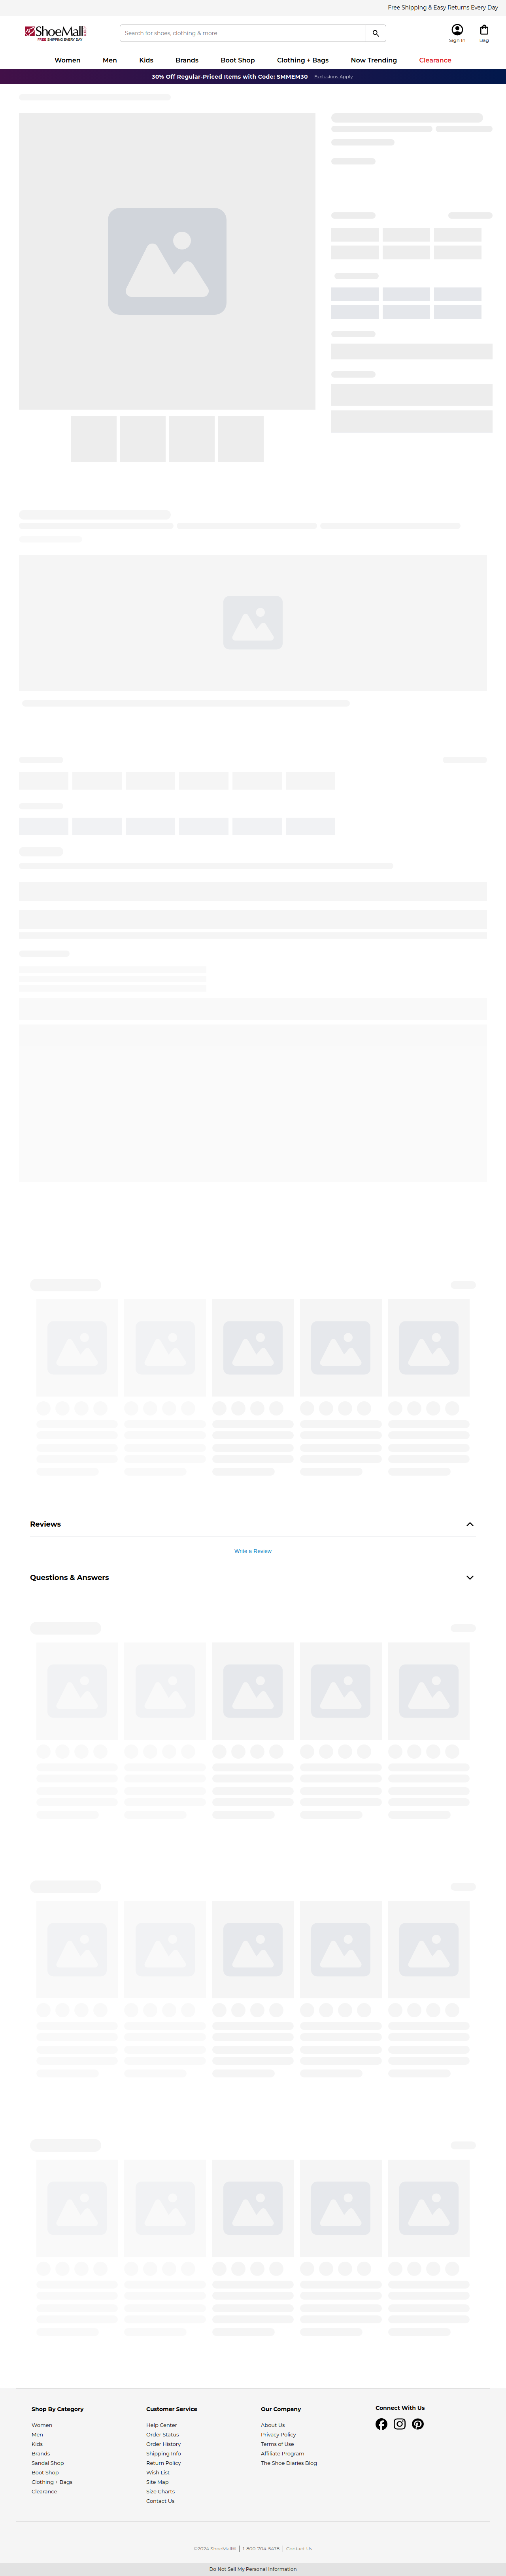 Free Shipping & Easy Returns Every Day
ShoeMall
FREE SHIPPING EVERY DAY
Search for shoes, clothing & more
Sign In
Bag
Women Men Kids Brands Boot Shop Clothing + Bags Now Trending Clearance
30% Off Regular-Priced Items with Code: SMMEM30 Exclusions Apply
Reviews
Write a Review
Questions & Answers
Shop By Category
Women
Men
Kids
Brands
Sandal Shop
Boot Shop
Clothing + Bags
Clearance
Customer Service
Help Center
Order Status
Order History
Shipping Info
Return Policy
Wish List
Site Map
Size Charts
Contact Us
Our Company
About Us
Privacy Policy
Terms of Use
Affiliate Program
The Shoe Diaries Blog
Connect With Us
©2024 ShoeMall® 1-800-704-5478 Contact Us
Do Not Sell My Personal Information